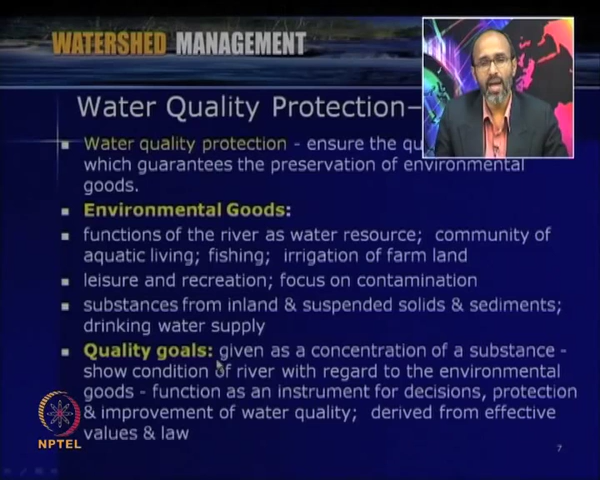 WATERSHED MANAGEMENT
Water Quality Protection–
Water quality protection - ensure the qu
which guarantees the preservation of environmental
goods.
Environmental Goods:
functions of the river as water resource; community of
aquatic living; fishing; irrigation of farm land
leisure and recreation; focus on contamination
substances from inland & suspended solids & sediments;
drinking water supply
Quality goals: given as a concentration of a substance -
show condition of river with regard to the environmental
goods - function as an instrument for decisions, protection
& improvement of water quality; derived from effective
values & law
NPTEL
7